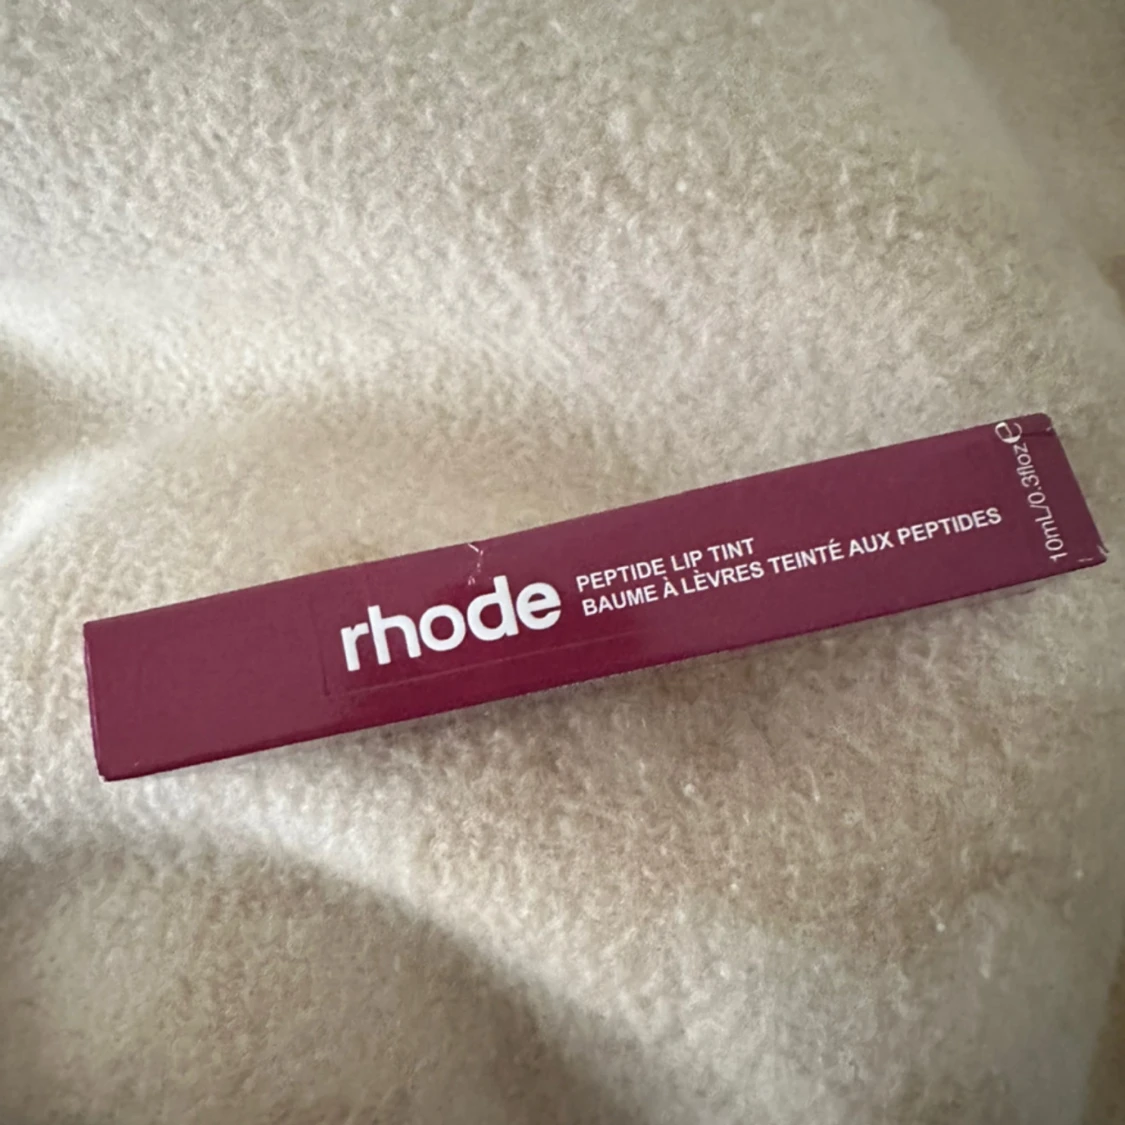 rhode
PEPTIDE LIP TINT
BAUME À LÈVRES TEINTÉ AUX PEPTIDES
10mL/0.3floz℮